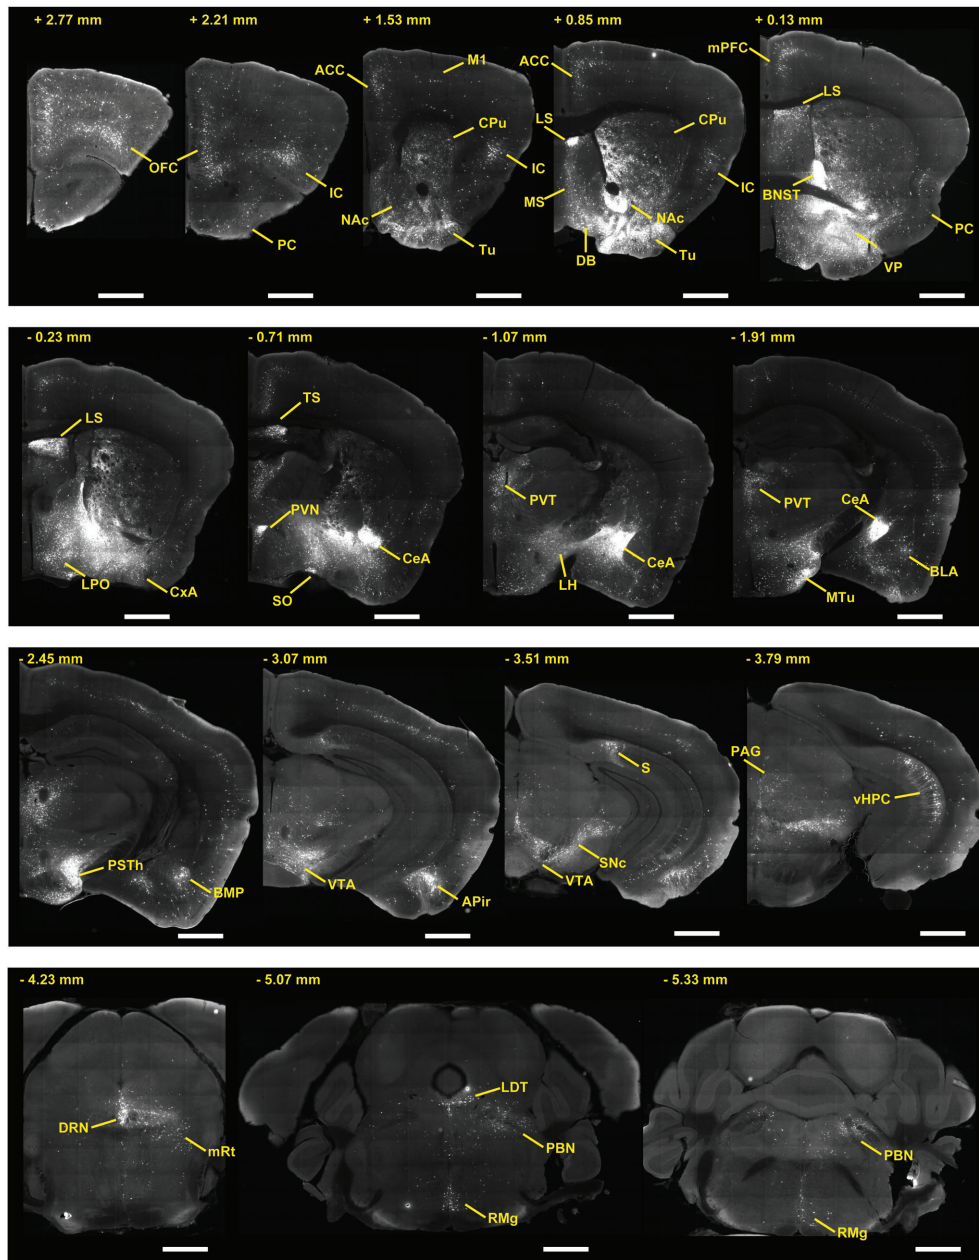 + 2.77 mm
+ 2.21 mm
+ 1.53 mm
+ 0.85 mm
+ 0.13 mm
ACC
M1
ACC
mPFC
LS
CPu
LS
CPu
OFC
IC
IC
MS
IC
BNST
NAc
NAc
PC
PC
Tu
DB
Tu
VP
- 0.23 mm
- 0.71 mm
- 1.07 mm
- 1.91 mm
LS
TS
PVT
PVT
CeA
PVN
CeA
CeA
LPO
CxA
SO
LH
MTu
BLA
- 2.45 mm
- 3.07 mm
- 3.51 mm
- 3.79 mm
PAG
S
vHPC
PSTh
BMP
VTA
APir
SNc
VTA
- 4.23 mm
- 5.07 mm
- 5.33 mm
LDT
DRN
mRt
PBN
PBN
RMg
RMg